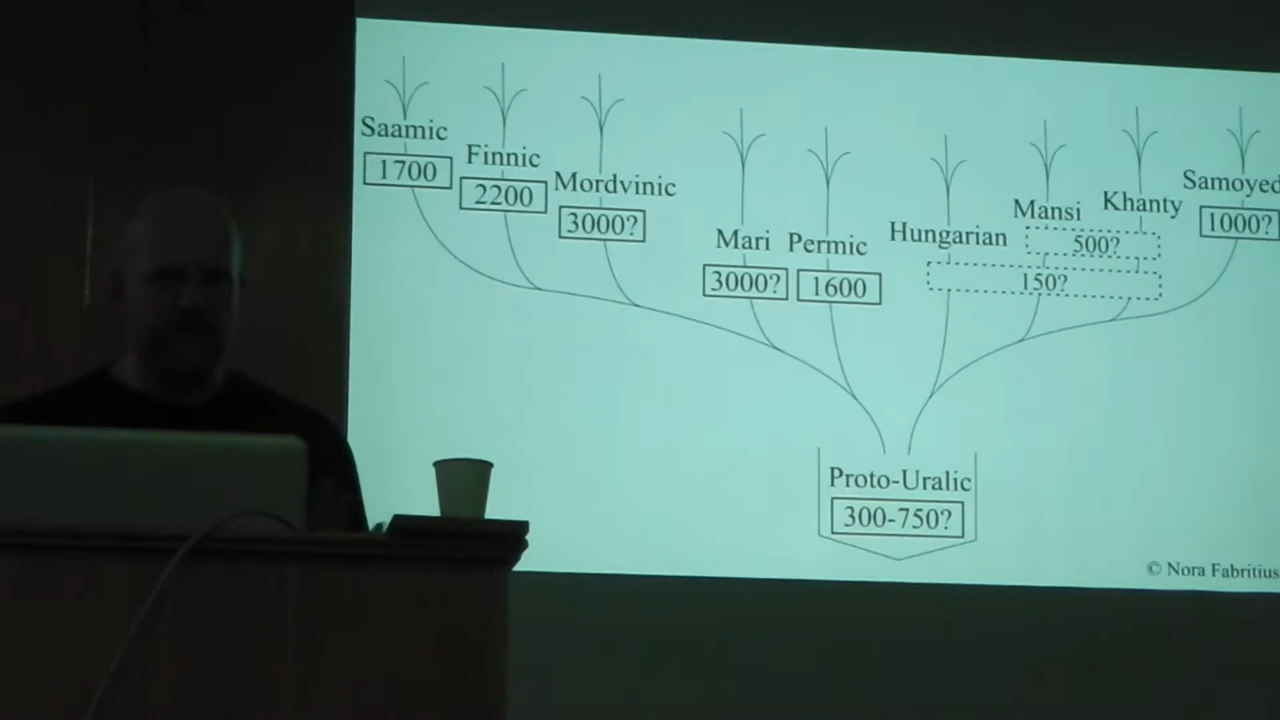 Saamic
1700
Finnic
2200
Mordvinic
3000?
Mari
3000?
Permic
1600
Hungarian
Mansi
Khanty
500?
150?
Samoyed
1000?
Proto-Uralic
300-750?
© Nora Fabritius